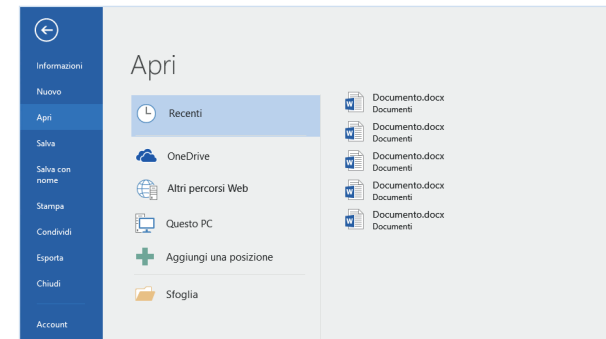 Informazioni
Nuovo
Apri
Salva
Salva con
nome
Stampa
Condividi
Esporta
Chiudi
Account
Apri
Recenti
OneDrive
Altri percorsi Web
Questo PC
Aggiungi una posizione
Sfoglia
Documento.docx
Documenti
Documento.docx
Documenti
Documento.docx
Documenti
Documento.docx
Documenti
Documento.docx
Documenti